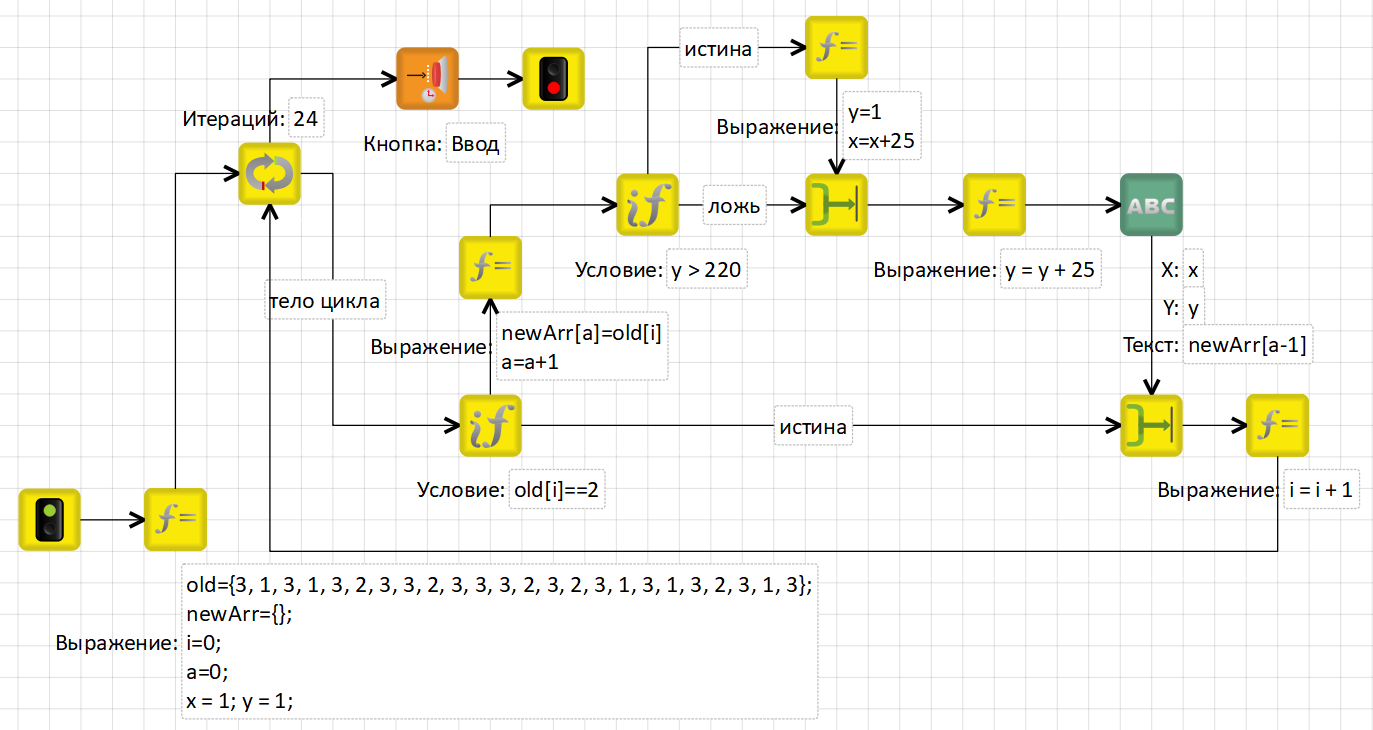 истина
y=1
Выражение:
x=x+25
Итераций: 24
Кнопка: Ввод
ложь
ABC
Условие: y > 220
Выражение: y = y + 25
X: x
Y: y
Текст: newArr[a-1]
тело цикла
newArr[a]=old[i]
Выражение:
a=a+1
истина
Условие: old[i]==2
Выражение: i = i + 1
old={3, 1, 3, 1, 3, 2, 3, 3, 2, 3, 3, 3, 2, 3, 2, 3, 1, 3, 1, 3, 2, 3, 1, 3};
newArr={};
Выражение: i=0;
a=0;
x = 1; y = 1;